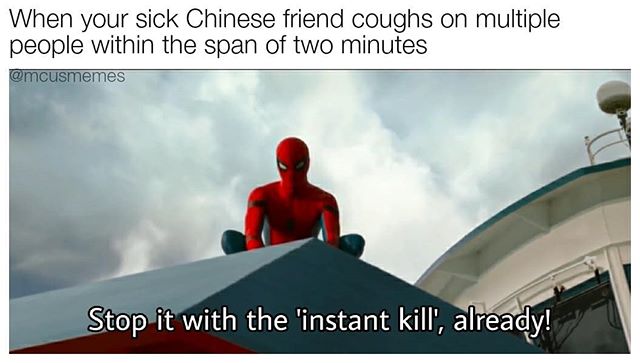 When your sick Chinese friend coughs on multiple
people within the span of two minutes
@mcusmemes
Stop it with the 'instant kill', already!